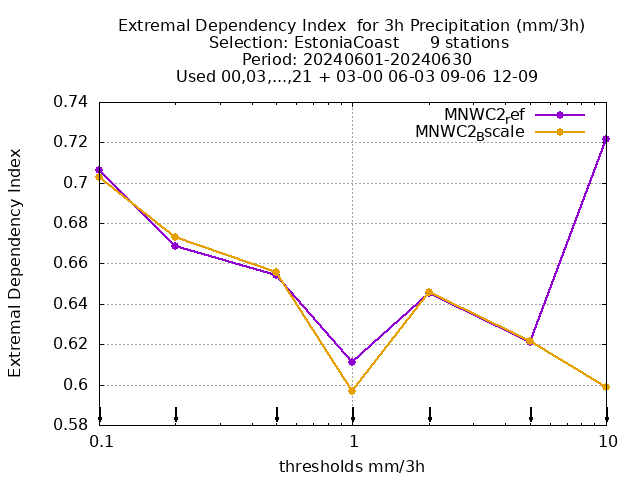 Extremal Dependency Index  for 3h Precipitation (mm/3h)
Selection: EstoniaCoast      9 stations
Period: 20240601-20240630
Used 00,03,...,21 + 03-00 06-03 09-06 12-09
MNWC2ref
MNWC2Bscale
0.74
0.72
0.7
0.68
0.66
0.64
0.62
0.6
0.58
Extremal Dependency Index
0.1 1 10
thresholds mm/3h